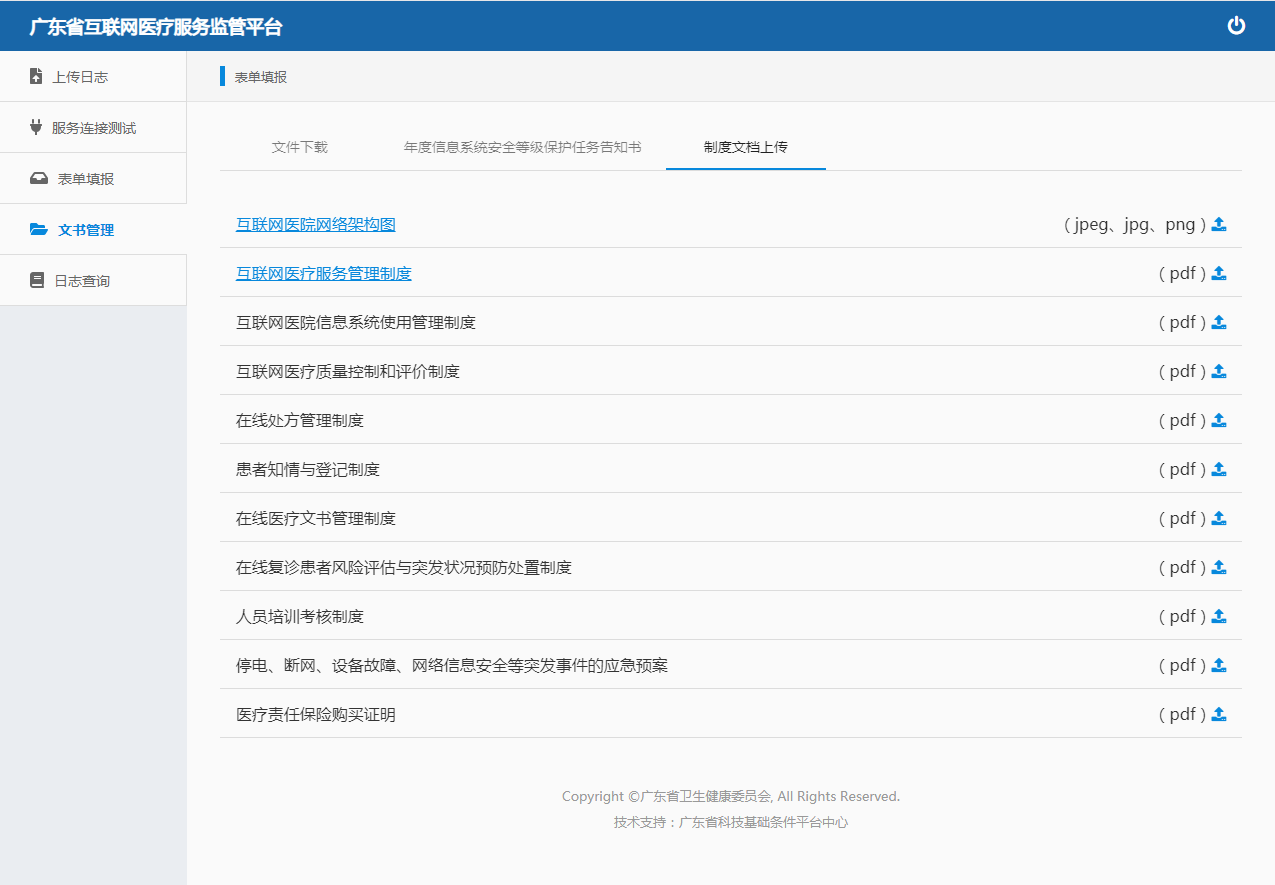 广东省互联网医疗服务监管平台
上传日志
服务连接测试
表单填报
文书管理
日志查询
表单填报
文件下载 年度信息系统安全等级保护任务告知书 制度文档上传
互联网医院网络架构图 ( jpeg、jpg、png )
互联网医疗服务管理制度 ( pdf )
互联网医院信息系统使用管理制度 ( pdf )
互联网医疗质量控制和评价制度 ( pdf )
在线处方管理制度 ( pdf )
患者知情与登记制度 ( pdf )
在线医疗文书管理制度 ( pdf )
在线复诊患者风险评估与突发状况预防处置制度 ( pdf )
人员培训考核制度 ( pdf )
停电、断网、设备故障、网络信息安全等突发事件的应急预案 ( pdf )
医疗责任保险购买证明 ( pdf )
Copyright ©广东省卫生健康委员会, All Rights Reserved.
技术支持：广东省科技基础条件平台中心